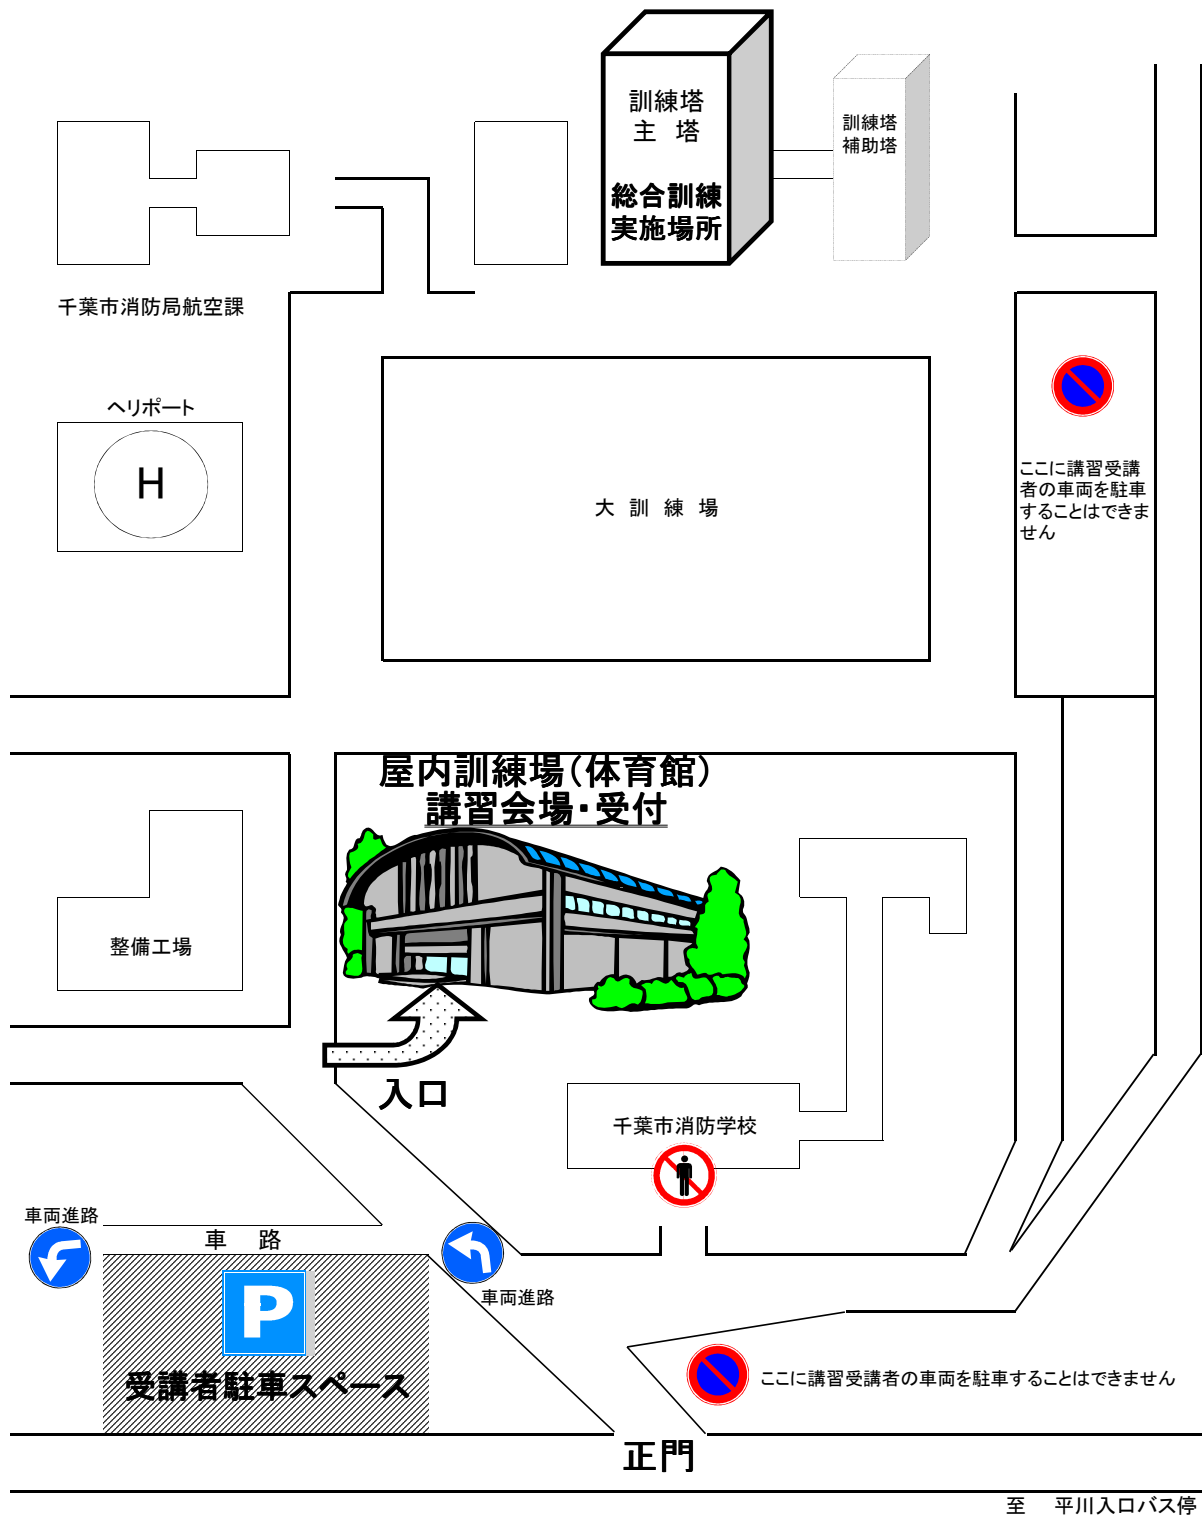 訓練塔
主 塔
総合訓練
実施場所
訓練塔
補助塔
千葉市消防局航空課
ヘリポート
H
大 訓 練 場
ここに講習受講
者の車両を駐車
することはできま
せん
屋内訓練場(体育館)
講習会場・受付
整備工場
入口
千葉市消防学校
車両進路
車 路
車両進路
P
受講者駐車スペース
ここに講習受講者の車両を駐車することはできません
正門
至 平川入口バス停